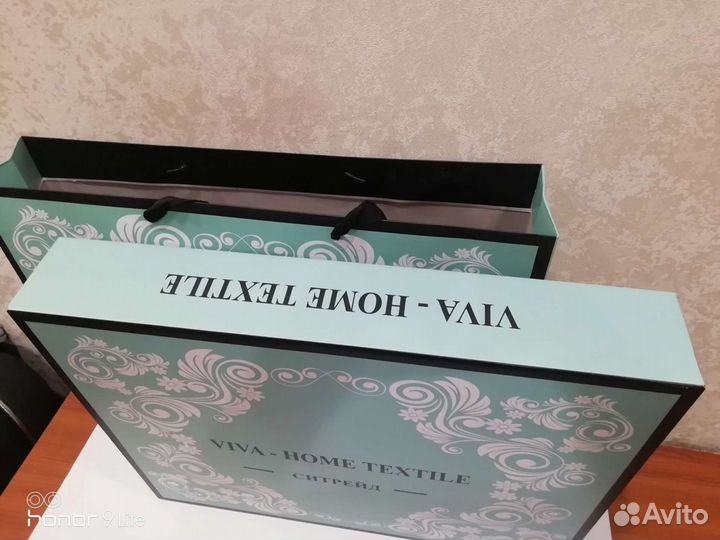 VIVA - HOME TEXTILE
VIVA - HOME TEXTILE
СИТРЕЙД
honor 9 Lite
Avito